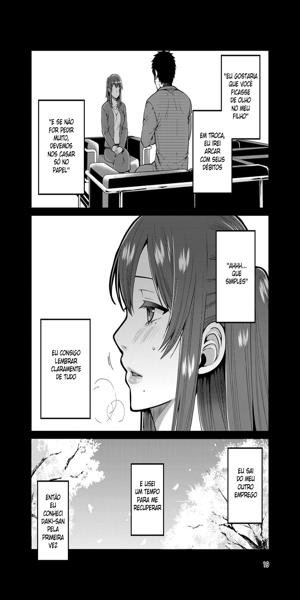 "EU GOSTARIA
QUE VOCÊ
FICASSE
DE OLHO
NO MEU
FILHO"
EM TROCA,
EU IREI
ARCAR
COM SEUS
DÉBITOS
"E SE NÃO
FOR PEDIR
MUITO,
DEVEMOS
NOS CASAR
SÓ NO
PAPEL"
"AHHH...
QUE
SIMPLES"
EU CONSIGO
LEMBRAR
CLARAMENTE
DE TUDO
EU SAI
DO MEU
OUTRO
EMPREGO
E USEI
UM TEMPO
PARA ME
RECUPERAR
ENTÃO
EU
CONHECI
DAIKI-SAN
PELA
PRIMEIRA
VEZ
19